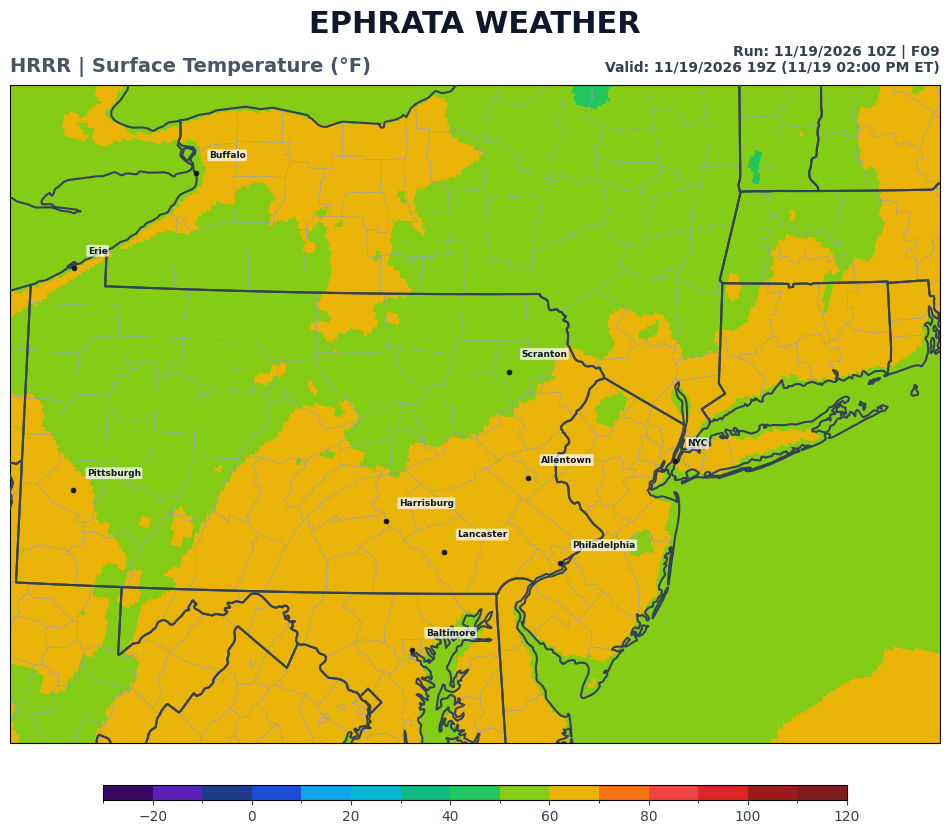 EPHRATA WEATHER
HRRR | Surface Temperature (°F)
Run: 11/19/2026 10Z | F09
Valid: 11/19/2026 19Z (11/19 02:00 PM ET)
Buffalo
Erie
Scranton
NYC
Allentown
Pittsburgh
Harrisburg
Lancaster
Philadelphia
Baltimore
−20 0 20 40 60 80 100 120